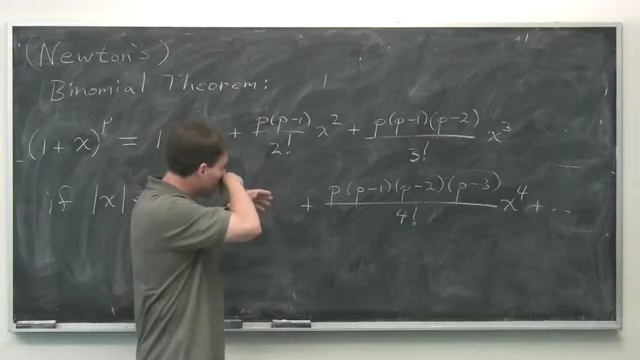 (Newton's)
Binomial Theorem:
(1+x)^p = 1 + p(p-1)/2! x^2 + p(p-1)(p-2)/3! x^3 ...
if |x| + p(p-1)(p-2)(p-3)/4! x^4 + ...